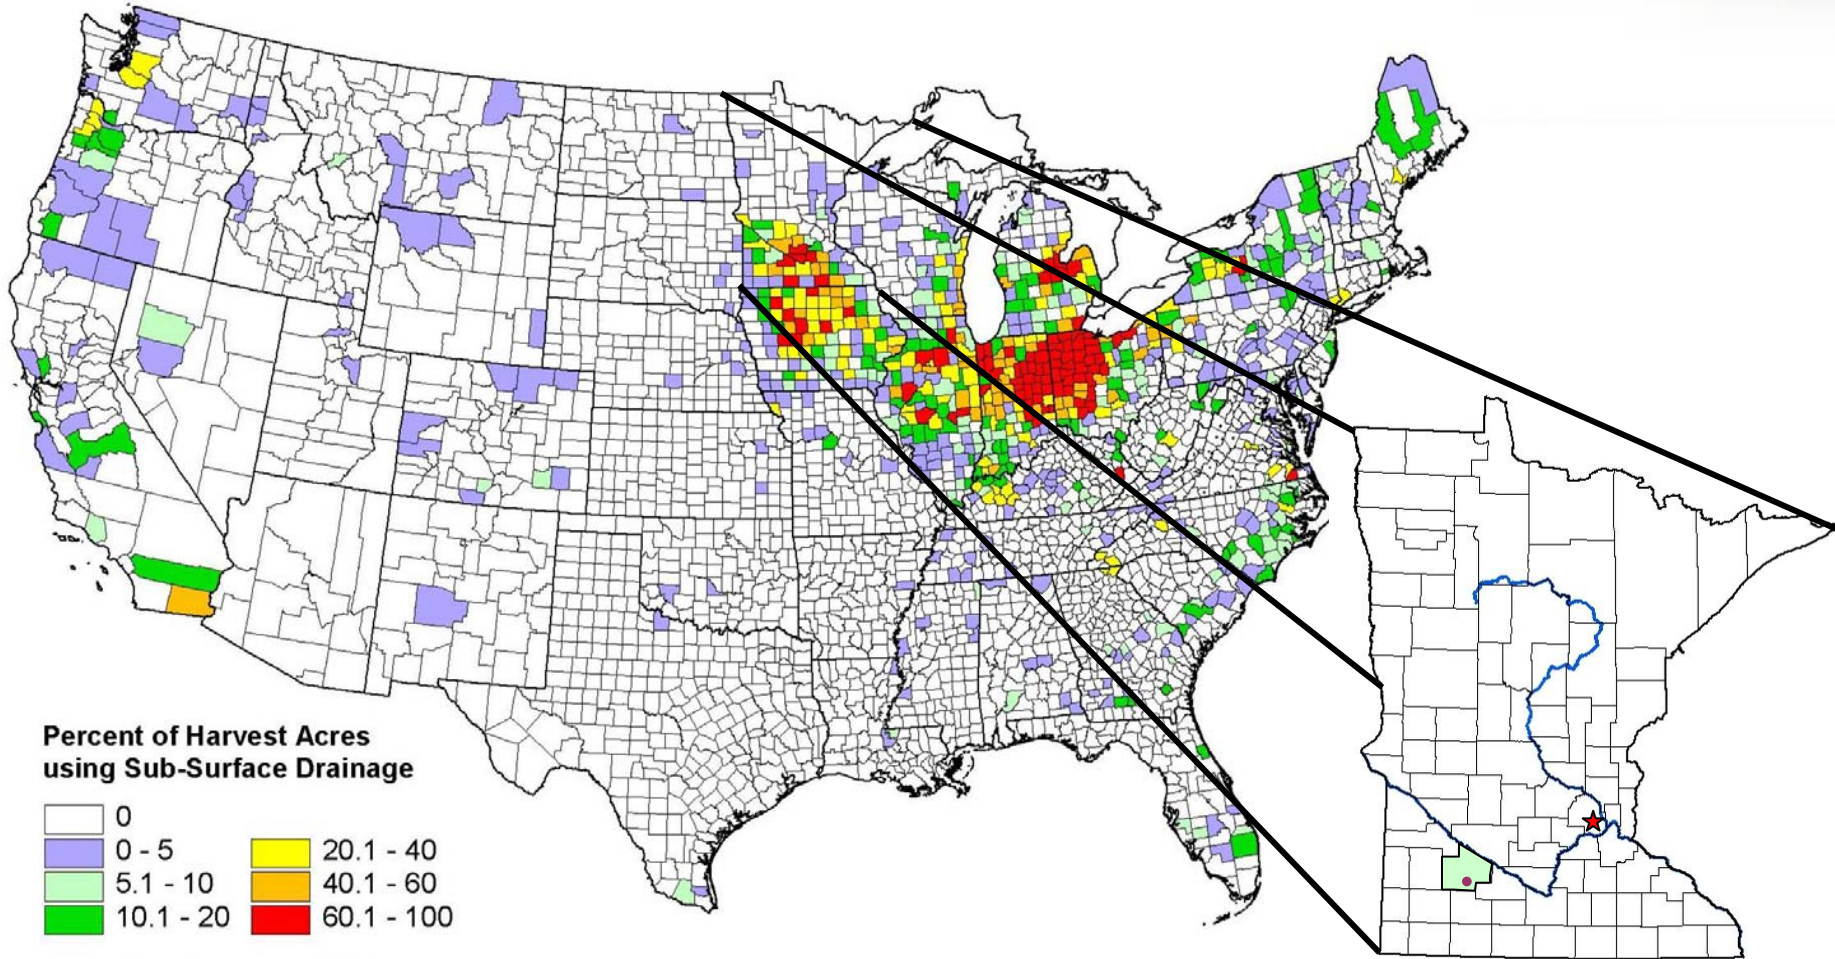 Percent of Harvest Acres
using Sub-Surface Drainage
0
0 - 5
5.1 - 10
10.1 - 20
20.1 - 40
40.1 - 60
60.1 - 100